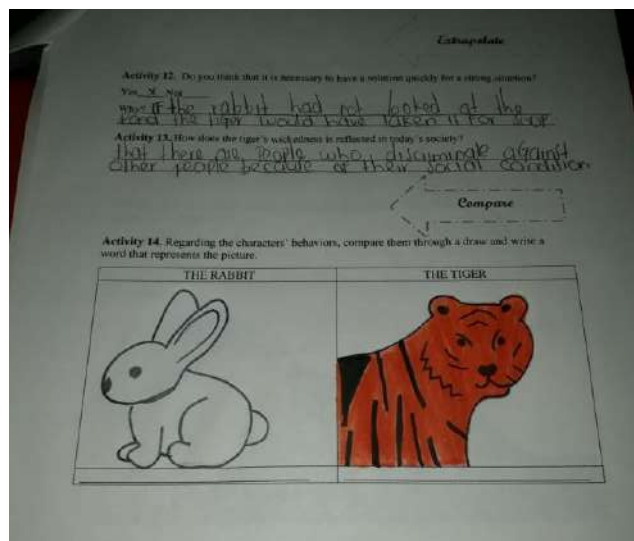 Extrapolate
Activity 12. Do you think that it is necessary to have a solution quickly for a strong situation?
Yes x No
Why? If the rabbit had not looked at the
the tiger would have taken it for
Activity 13. How does the tiger's wickedness is reflected in today's society?
that there are people who discriminate against
other people because of their social condition
Compare
Activity 14. Regarding the characters' behaviors, compare them through a draw and write a
word that represents the picture.
THE RABBIT THE TIGER